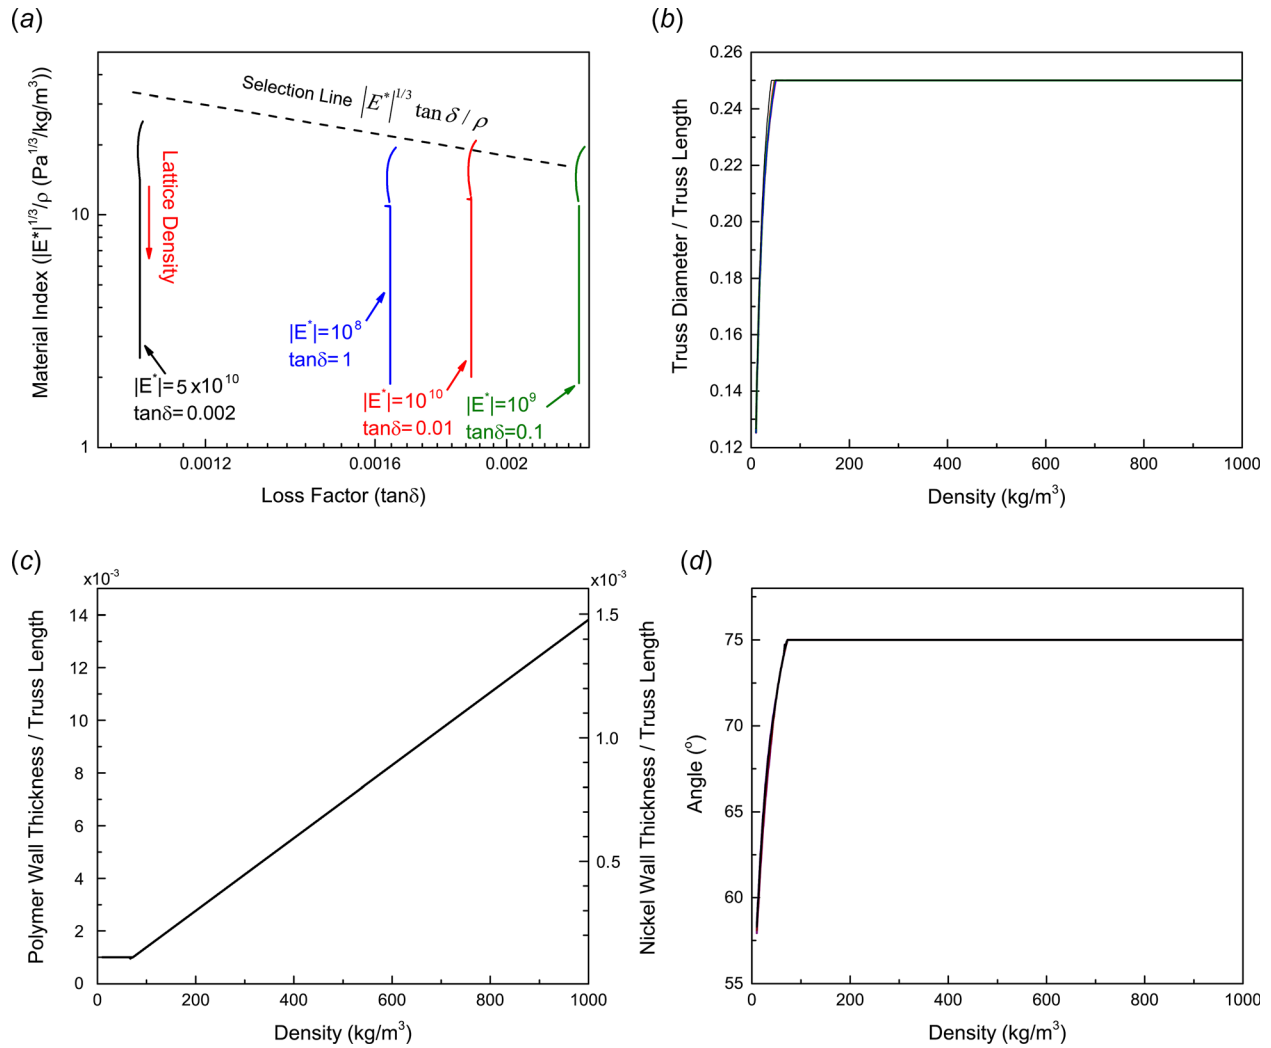 (a)
Material Index (|E*|^1/3/ρ (Pa^1/3/kg/m^3))
10
1
Selection Line |E*|^1/3 tan δ / ρ
Lattice Density
|E*|=5x10^10
tanδ=0.002
|E*|=10^8
tanδ=1
|E*|=10^10
tanδ=0.01
|E*|=10^9
tanδ=0.1
0.0012 0.0016 0.002
Loss Factor (tanδ)
(b)
Truss Diameter / Truss Length
0.26
0.24
0.22
0.20
0.18
0.16
0.14
0.12
0 200 400 600 800 1000
Density (kg/m^3)
(c)
x10^-3
x10^-3
Polymer Wall Thickness / Truss Length
14
12
10
8
6
4
2
0
1.5
1.0
0.5
Nickel Wall Thickness / Truss Length
0 200 400 600 800 1000
Density (kg/m^3)
(d)
Angle (°)
75
70
65
60
55
0 200 400 600 800 1000
Density (kg/m^3)